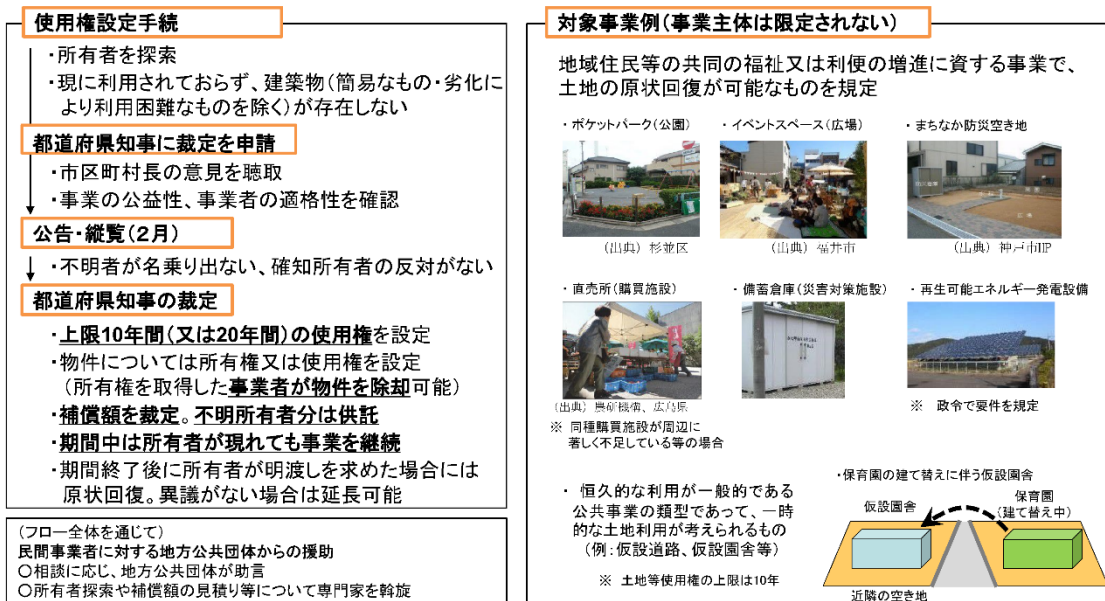 使用権設定手続
・所有者を探索
・現に利用されておらず、建築物(簡易なもの・劣化に
より利用困難なものを除く)が存在しない
都道府県知事に裁定を申請
・市区町村長の意見を聴取
・事業の公益性、事業者の適格性を確認
公告・縦覧(2月)
・不明者が名乗り出ない、確知所有者の反対がない
都道府県知事の裁定
・上限10年間(又は20年間)の使用権を設定
・物件については所有権又は使用権を設定
(所有権を取得した事業者が物件を除却可能)
・補償額を裁定。不明所有者分は供託
・期間中は所有者が現れても事業を継続
・期間終了後に所有者が明渡しを求めた場合には
原状回復。異議がない場合は延長可能
(フロー全体を通じて)
民間事業者に対する地方公共団体からの援助
○相談に応じ、地方公共団体が助言
○所有者探索や補償額の見積り等について専門家を斡旋
対象事業例(事業主体は限定されない)
地域住民等の共同の福祉又は利便の増進に資する事業で、
土地の原状回復が可能なものを規定
・ポケットパーク(公園)
・イベントスペース(広場)
・まちなか防災空き地
(出典)杉並区
(出典)福井市
(出典)神戸市HP
・直売所(購買施設)
・備蓄倉庫(災害対策施設)
・再生可能エネルギー発電設備
(出典)農研機構、広島県
※ 政令で要件を規定
※ 同種購買施設が周辺に
著しく不足している等の場合
・恒久的な利用が一般的である
公共事業の類型であって、一時
的な土地利用が考えられるもの
(例:仮設道路、仮設園舎等)
※ 土地等使用権の上限は10年
・保育園の建て替えに伴う仮設園舎
仮設園舎
保育園
(建て替え中)
近隣の空き地